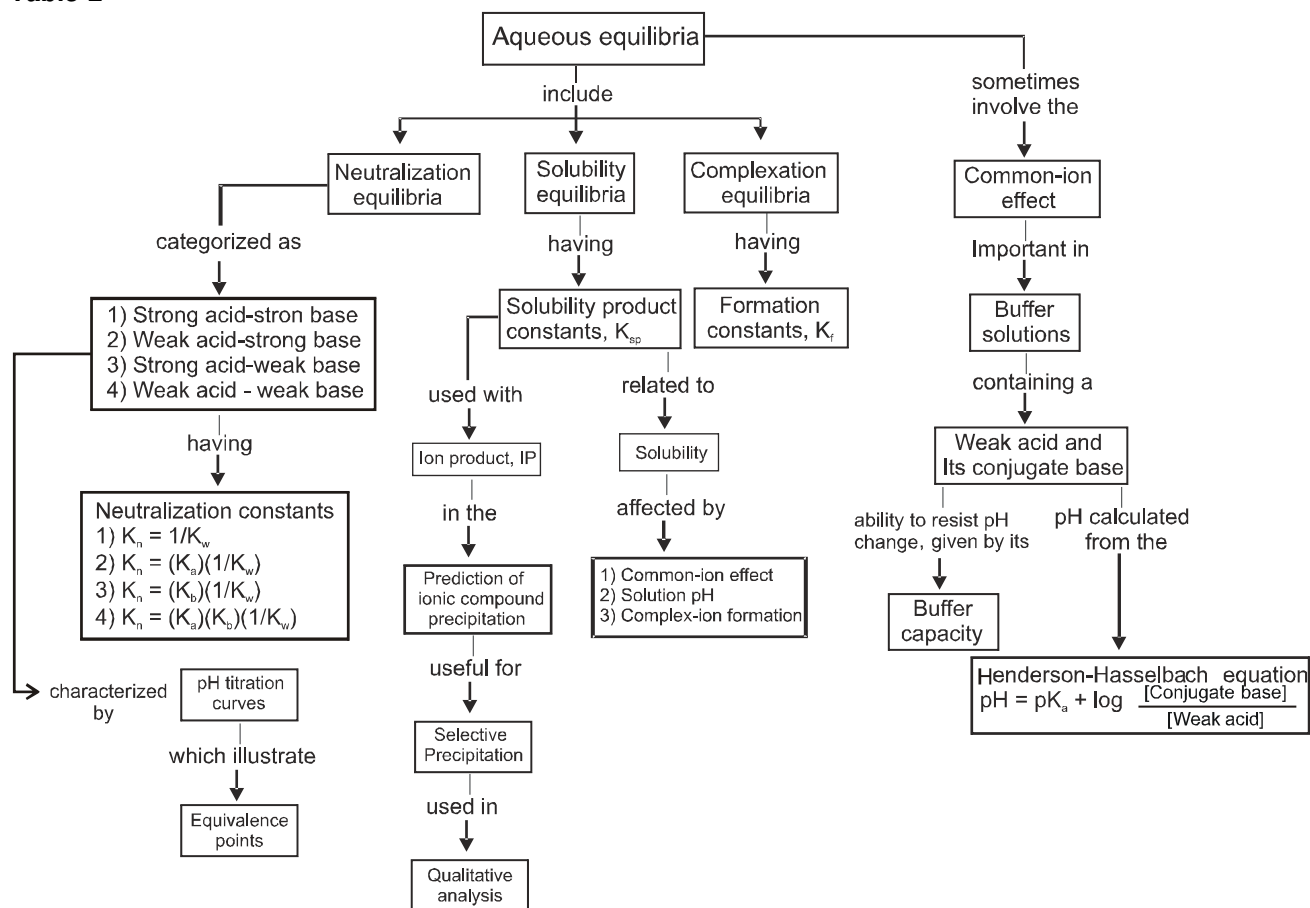 Aqueous equilibria
include
sometimes
involve the
Neutralization
equilibria
Solubility
equilibria
Complexation
equilibria
Common-ion
effect
categorized as
having
having
Important in
1) Strong acid-stron base
2) Weak acid-strong base
3) Strong acid-weak base
4) Weak acid - weak base
Solubility product
constants, Ksp
Formation
constants, Kf
Buffer
solutions
used with
related to
containing a
having
Ion product, IP
Solubility
Weak acid and
Its conjugate base
Neutralization constants
1) Kn = 1/Kw
2) Kn = (Ka)(1/Kw)
3) Kn = (Kb)(1/Kw)
4) Kn = (Ka)(Kb)(1/Kw)
in the
affected by
ability to resist pH
change, given by its
pH calculated
from the
Prediction of
ionic compound
precipitation
1) Common-ion effect
2) Solution pH
3) Complex-ion formation
Buffer
capacity
useful for
Henderson-Hasselbach equation
pH = pKa + log [Conjugate base]
[Weak acid]
characterized
by
pH titration
curves
which illustrate
Selective
Precipitation
Equivalence
points
used in
Qualitative
analysis